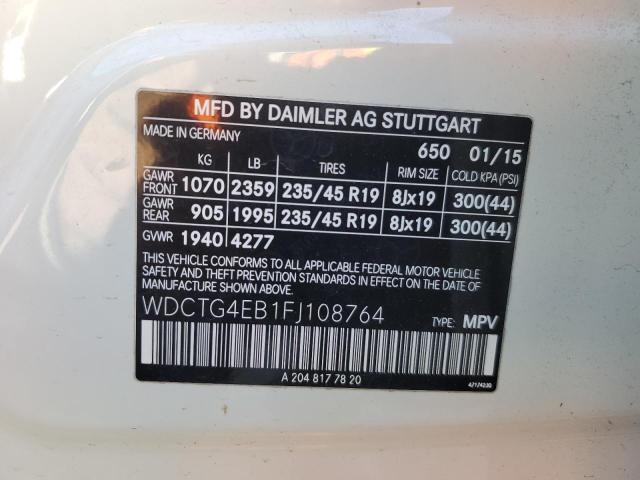 MFD BY DAIMLER AG STUTTGART
MADE IN GERMANY 650 01/15
KG LB TIRES RIM SIZE COLD KPA (PSI)
GAWR FRONT 1070 2359 235/45 R19 8Jx19 300(44)
GAWR REAR 905 1995 235/45 R19 8Jx19 300(44)
GVWR 1940 4277
THIS VEHICLE CONFORMS TO ALL APPLICABLE FEDERAL MOTOR VEHICLE
SAFETY AND THEFT PREVENTION STANDARDS IN EFFECT ON THE DATE OF
MANUFACTURE SHOWN ABOVE.
WDCTG4EB1FJ108764 TYPE: MPV
A 204 817 78 20